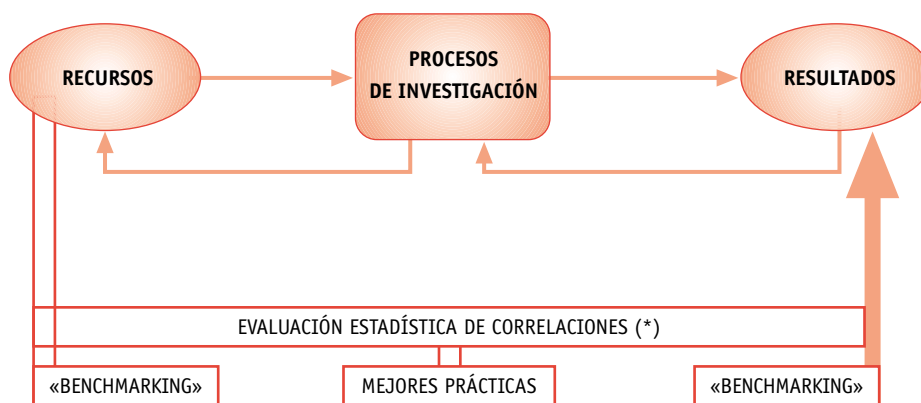 RECURSOS
PROCESOS
DE INVESTIGACIÓN
RESULTADOS
EVALUACIÓN ESTADÍSTICA DE CORRELACIONES (*)
«BENCHMARKING»
MEJORES PRÁCTICAS
«BENCHMARKING»